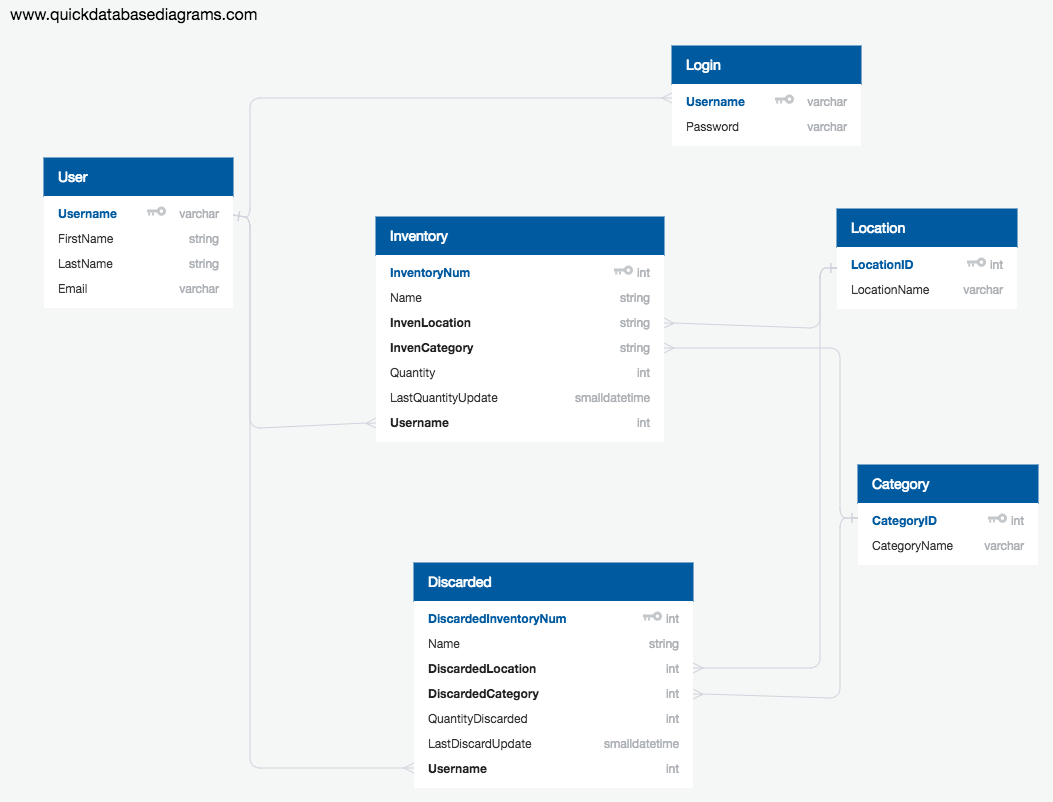 www.quickdatabasediagrams.com
Login
Username varchar
Password varchar
User
Username varchar
FirstName string
LastName string
Email varchar
Inventory
InventoryNum int
Name string
InvenLocation string
InvenCategory string
Quantity int
LastQuantityUpdate smalldatetime
Username int
Location
LocationID int
LocationName varchar
Category
CategoryID int
CategoryName varchar
Discarded
DiscardedInventoryNum int
Name string
DiscardedLocation int
DiscardedCategory int
QuantityDiscarded int
LastDiscardUpdate smalldatetime
Username int